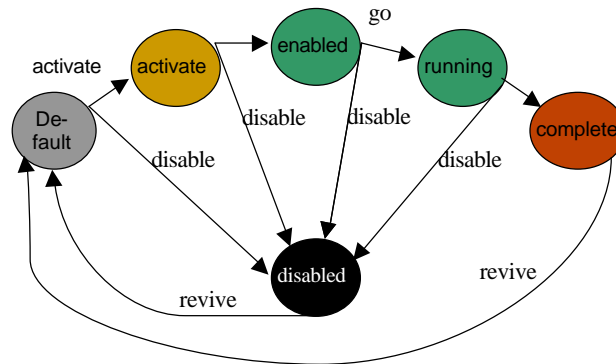 go
enabled
activate
activate
running
De-
fault
disable
disable
complete
disable
disable
disabled
revive
revive